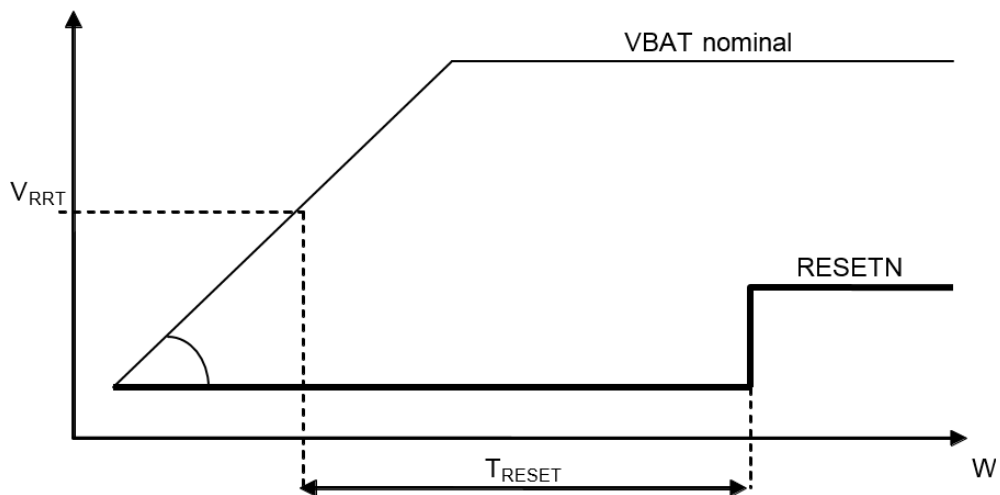 VBAT nominal
VRRT
RESETN
TRESET
W